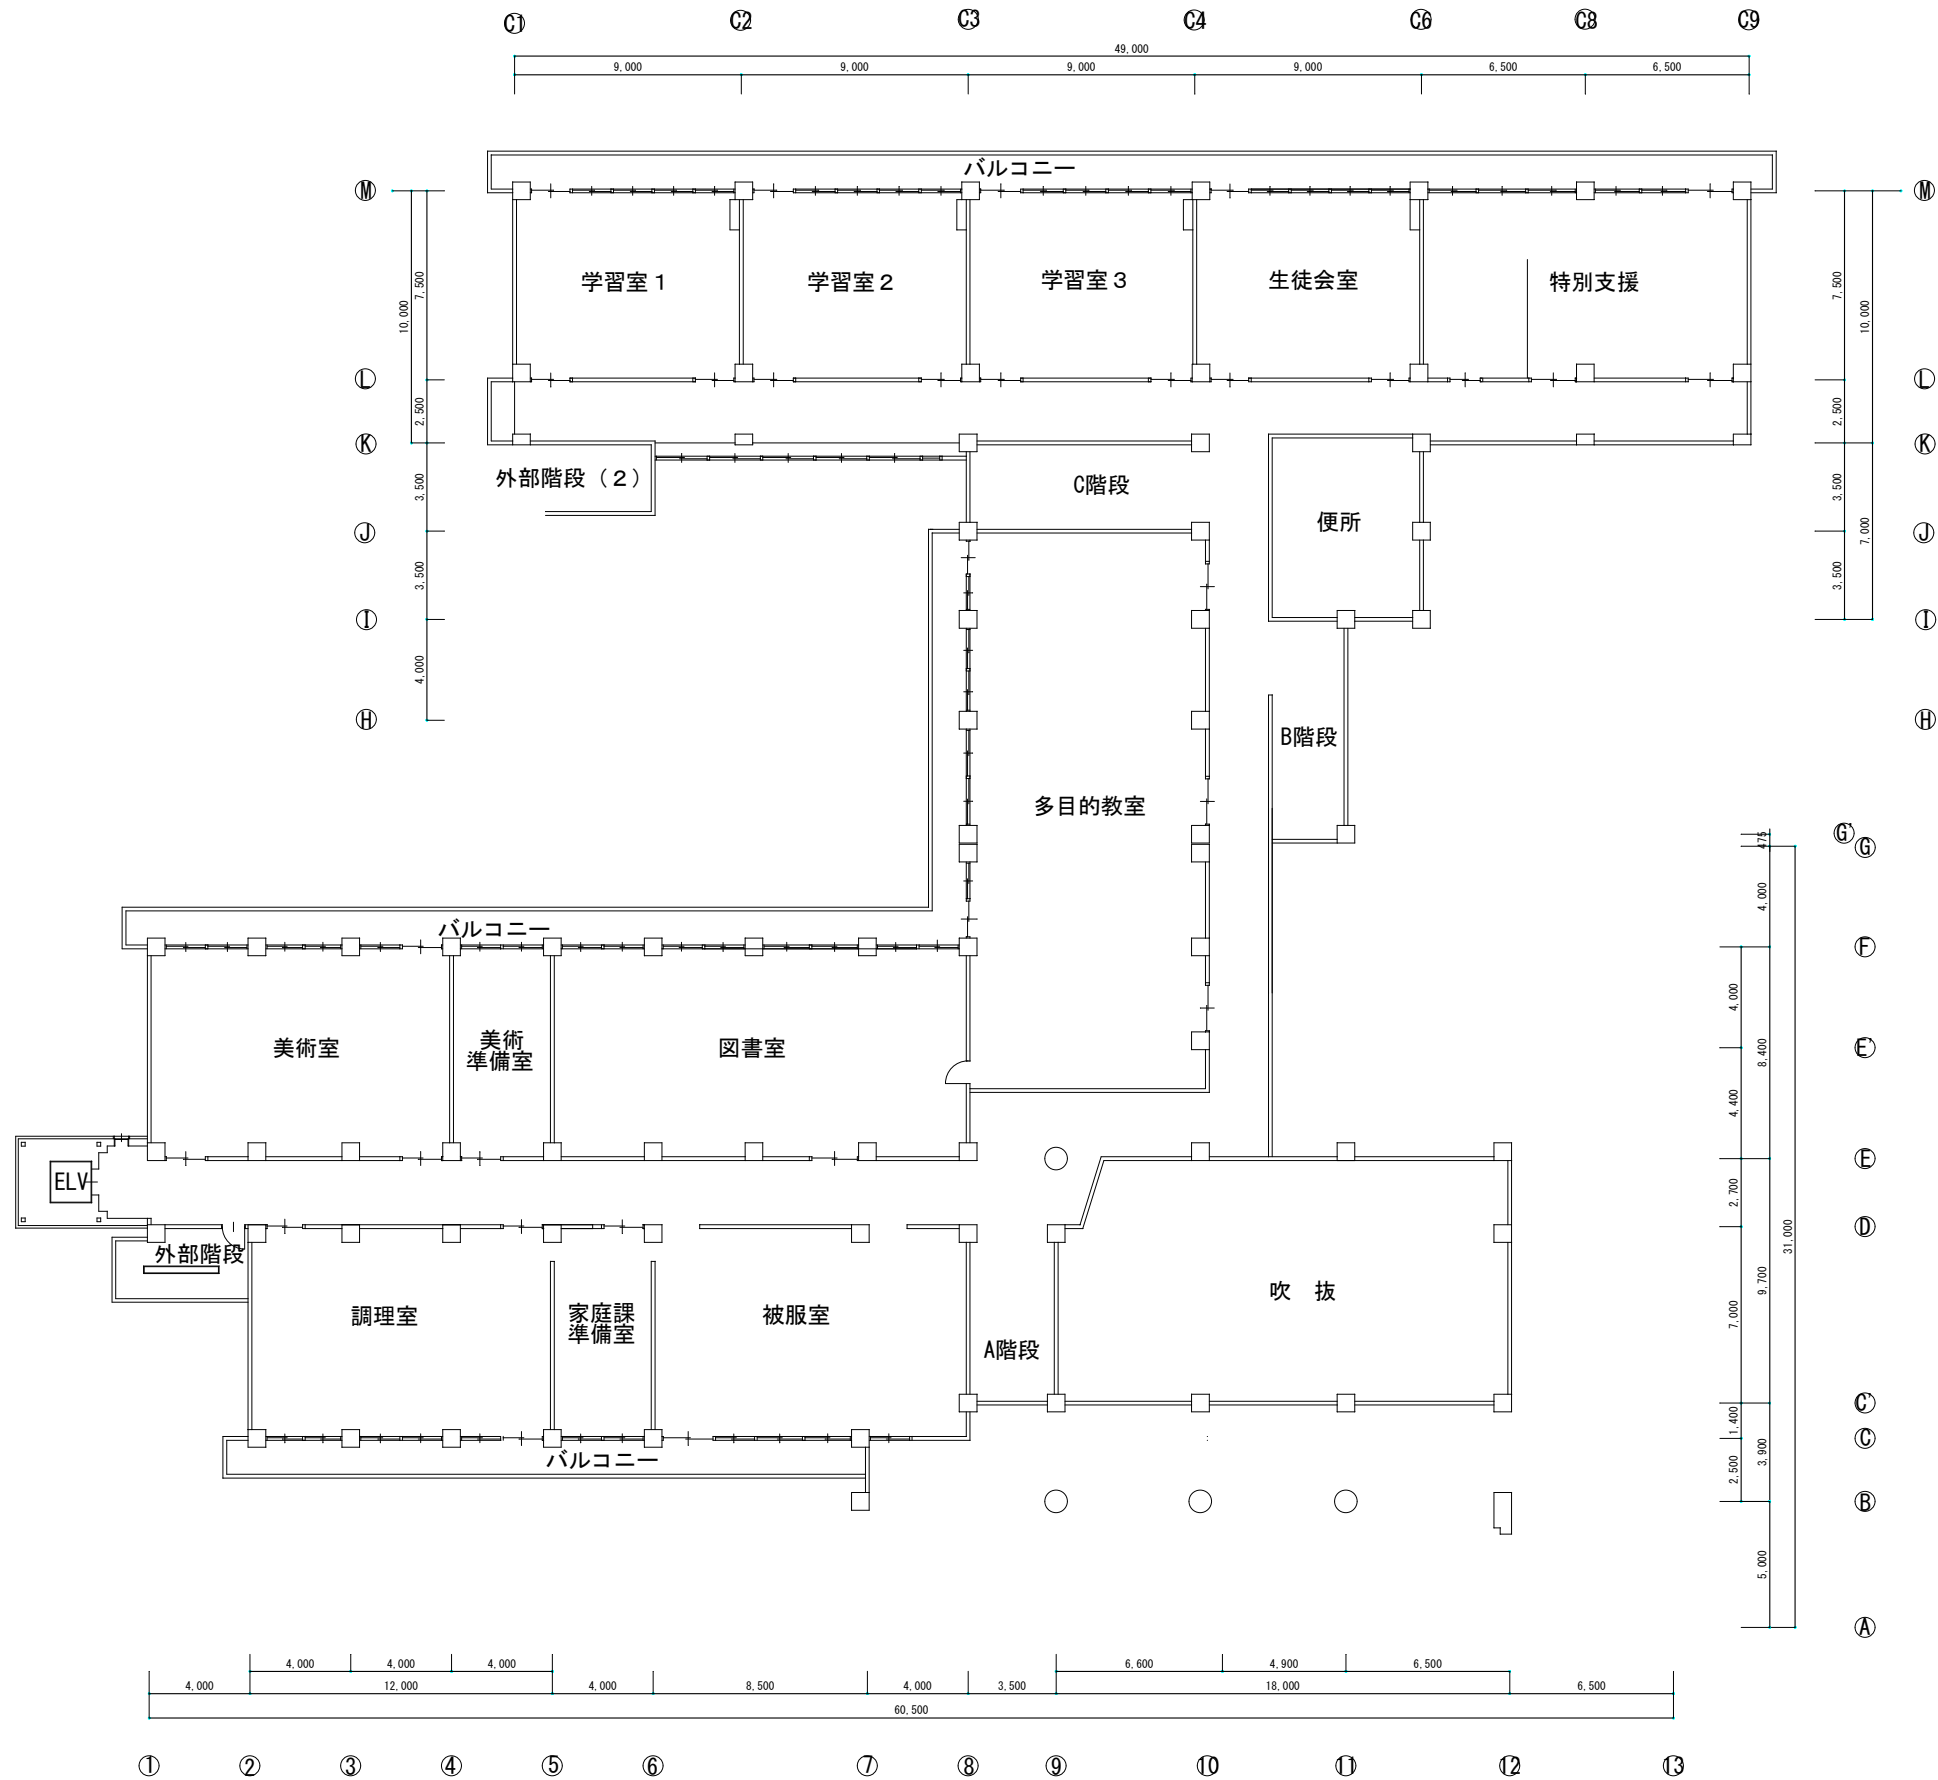 C1 C2 C3 C4 C6 C8 C9
49,000
9,000 9,000 9,000 9,000 6,500 6,500
バルコニー
M M
学習室１ 学習室２ 学習室３ 生徒会室 特別支援
7,500 10,000 7,500 10,000
L L
2,500 2,500
K K
外部階段（２） C階段 便所
3,500 3,500 7,000
J J
3,500 3,500
I I
4,000
H H
B階段
多目的教室
G'
475
G
4,000
バルコニー
F
4,000
美術室
美術
準備室
図書室
8,400
E'
4,400
E
ELV
2,700
D
外部階段
31,000
9,700
7,000
吹　抜
調理室
家庭課
準備室
被服室
A階段
C'
1,400
C
バルコニー
3,900
2,500
B
5,000
A
4,000 4,000 4,000 6,600 4,900 6,500
4,000 12,000 4,000 8,500 4,000 3,500 18,000 6,500
60,500
1 2 3 4 5 6 7 8 9 10 11 12 13